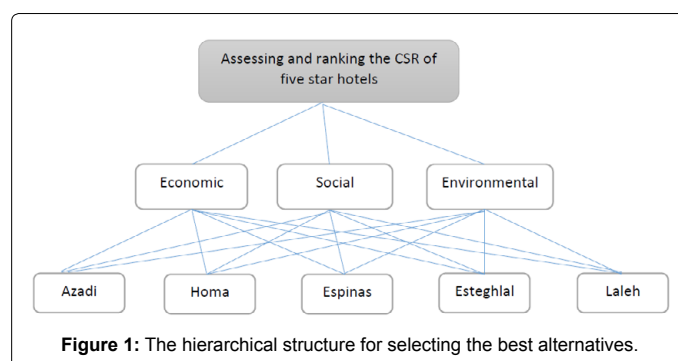 Assessing and ranking the CSR of
five star hotels
Economic
Social
Environmental
Azadi
Homa
Espinas
Esteghlal
Laleh
Figure 1: The hierarchical structure for selecting the best alternatives.